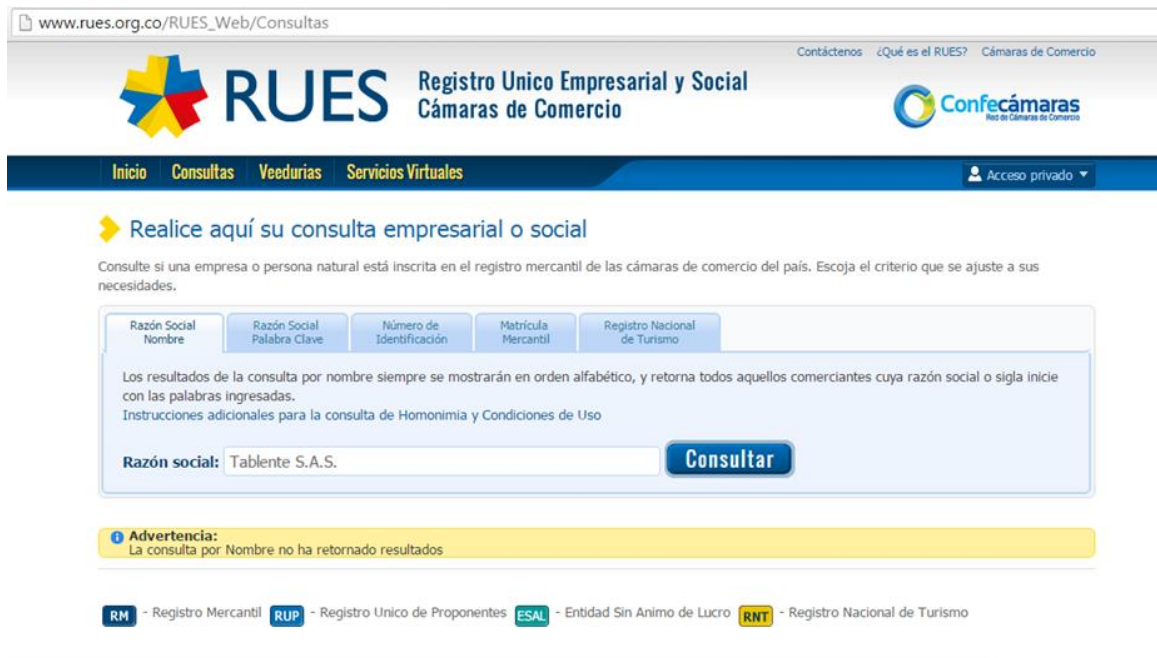 www.rues.org.co/RUES_Web/Consultas
Contáctenos ¿Qué es el RUES? Cámaras de Comercio
RUES
Registro Unico Empresarial y Social
Cámaras de Comercio
Confecámaras
Red de Cámaras de Comercio
Inicio Consultas Veedurias Servicios Virtuales
Acceso privado
Realice aquí su consulta empresarial o social
Consulte si una empresa o persona natural está inscrita en el registro mercantil de las cámaras de comercio del país. Escoja el criterio que se ajuste a sus
necesidades.
Razón Social
Nombre
Razón Social
Palabra Clave
Número de
Identificación
Matrícula
Mercantil
Registro Nacional
de Turismo
Los resultados de la consulta por nombre siempre se mostrarán en orden alfabético, y retorna todos aquellos comerciantes cuya razón social o sigla inicie
con las palabras ingresadas.
Instrucciones adicionales para la consulta de Homonimia y Condiciones de Uso
Razón social: Tablente S.A.S. Consultar
Advertencia:
La consulta por Nombre no ha retornado resultados
RM - Registro Mercantil RUP - Registro Unico de Proponentes ESAL - Entidad Sin Animo de Lucro RNT - Registro Nacional de Turismo